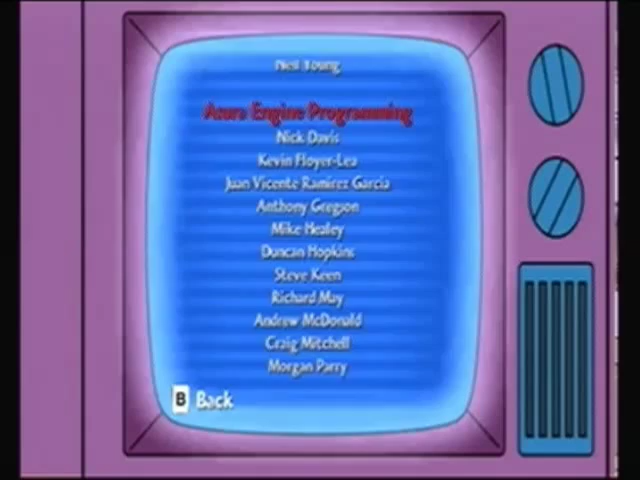 Neil Young
Azura Engine Programming
Nick Davis
Kevin Floyer-Lea
Juan Vicente Ramirez Garcia
Anthony Gregson
Mike Healey
Duncan Hopkins
Steve Keen
Richard May
Andrew McDonald
Craig Mitchell
Morgan Parry
B Back